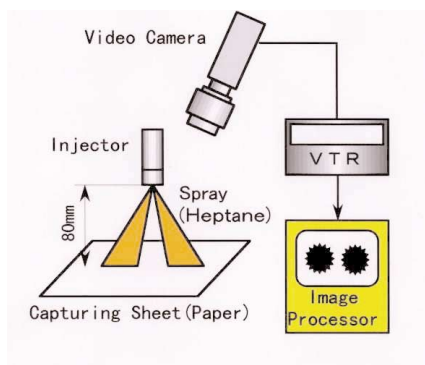 Video Camera
Injector
VTR
Spray
(Heptane)
80mm
Capturing Sheet(Paper)
Image
Processor